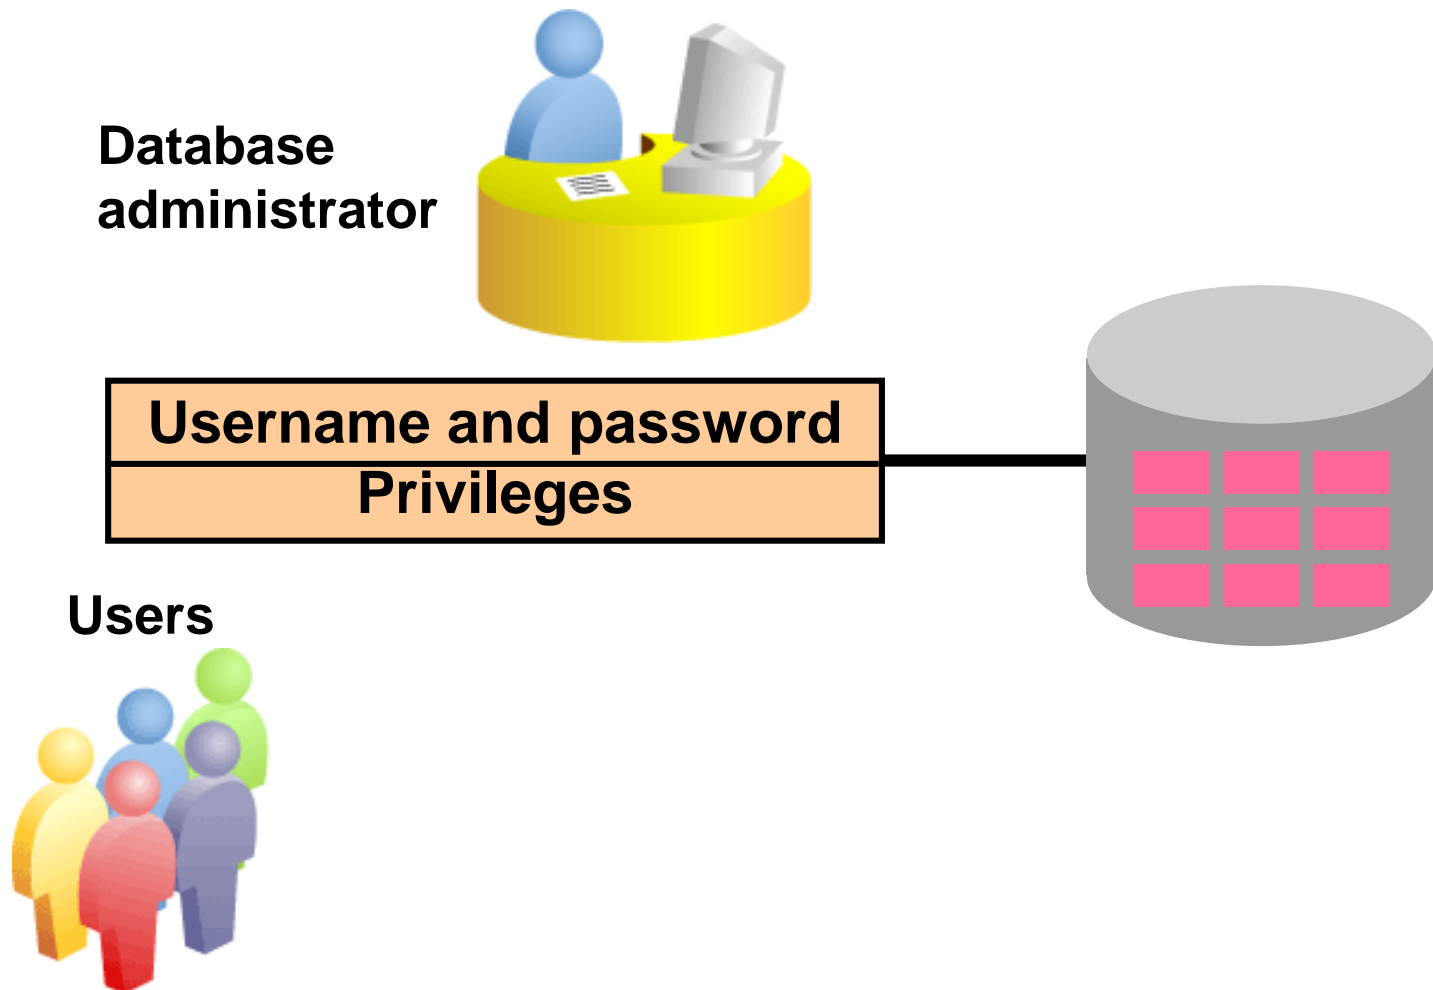 Database
administrator
Username and password
Privileges
Users